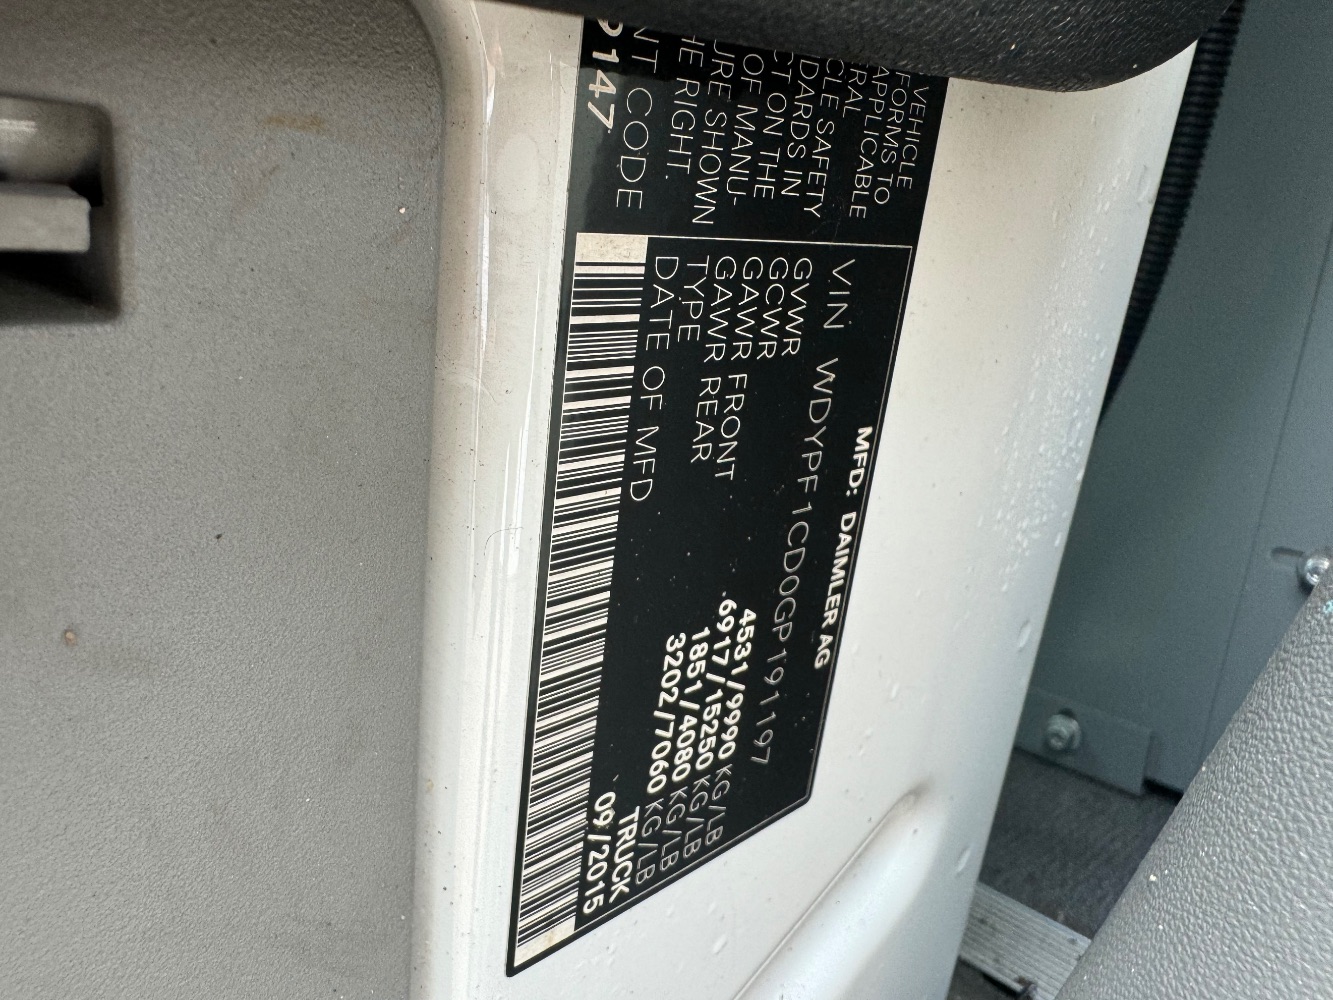 VEHICLE
FORMS TO
APPLICABLE
ERAL
CLE SAFETY
NDARDS IN
CT ON THE
OF MANU-
URE SHOWN
HE RIGHT.
NT CODE
9147
MFD: DAIMLER AG
VIN WDYPF1CD0GP191197
GVWR 4531/9990 KG/LB
GCWR 6917/15250 KG/LB
GAWR FRONT 1851/4080 KG/LB
GAWR REAR 3202/7060 KG/LB
TYPE TRUCK
DATE OF MFD 09/2015